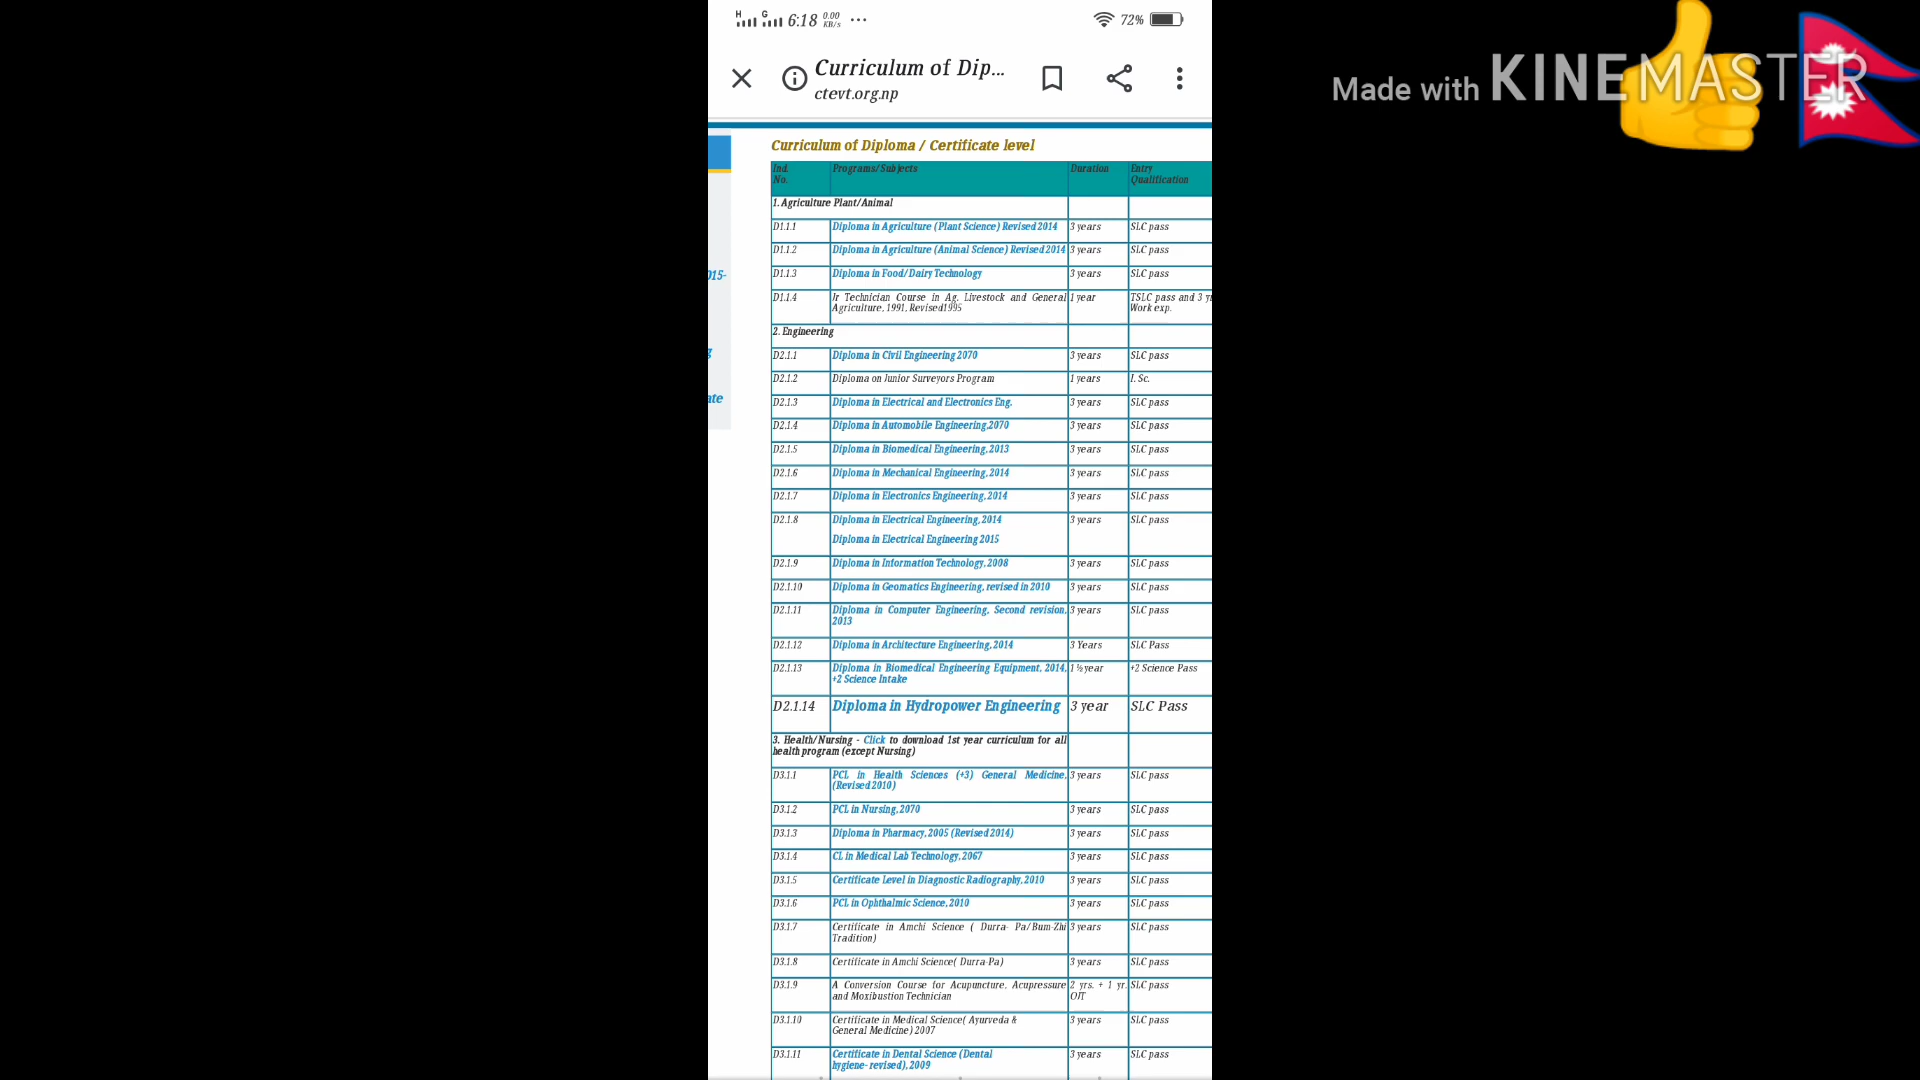 H G 6:18 0.00 KB/s ... 72%
Curriculum of Dip...
ctevt.org.np
Made with KINEMASTER
015-
g
ate
Curriculum of Diploma / Certificate level
Ind. No. Programs/Subjects Duration Entry Qualification
1. Agriculture Plant/Animal
D1.1.1 Diploma in Agriculture (Plant Science) Revised 2014 3 years SLC pass
D1.1.2 Diploma in Agriculture (Animal Science) Revised 2014 3 years SLC pass
D1.1.3 Diploma in Food/Dairy Technology 3 years SLC pass
D1.1.4 Jr Technician Course in Ag. Livestock and General 1 year TSLC pass and 3 y
Agriculture, 1991, Revised1995 Work exp.
2. Engineering
D2.1.1 Diploma in Civil Engineering 2070 3 years SLC pass
D2.1.2 Diploma on Junior Surveyors Program 1 years I. Sc.
D2.1.3 Diploma in Electrical and Electronics Eng. 3 years SLC pass
D2.1.4 Diploma in Automobile Engineering,2070 3 years SLC pass
D2.1.5 Diploma in Biomedical Engineering, 2013 3 years SLC pass
D2.1.6 Diploma in Mechanical Engineering, 2014 3 years SLC pass
D2.1.7 Diploma in Electronics Engineering, 2014 3 years SLC pass
D2.1.8 Diploma in Electrical Engineering, 2014 3 years SLC pass
Diploma in Electrical Engineering 2015
D2.1.9 Diploma in Information Technology, 2008 3 years SLC pass
D2.1.10 Diploma in Geomatics Engineering, revised in 2010 3 years SLC pass
D2.1.11 Diploma in Computer Engineering, Second revision, 3 years SLC pass
2013
D2.1.12 Diploma in Architecture Engineering, 2014 3 Years SLC Pass
D2.1.13 Diploma in Biomedical Engineering Equipment, 2014, 1 ½ year +2 Science Pass
+2 Science Intake
D2.1.14 Diploma in Hydropower Engineering 3 year SLC Pass
3. Health/Nursing - Click to download 1st year curriculum for all
health program (except Nursing)
D3.1.1 PCL in Health Sciences (+3) General Medicine, 3 years SLC pass
(Revised 2010)
D3.1.2 PCL in Nursing, 2070 3 years SLC pass
D3.1.3 Diploma in Pharmacy, 2005 (Revised 2014) 3 years SLC pass
D3.1.4 CL in Medical Lab Technology, 2067 3 years SLC pass
D3.1.5 Certificate Level in Diagnostic Radiography, 2010 3 years SLC pass
D3.1.6 PCL in Ophthalmic Science, 2010 3 years SLC pass
D3.1.7 Certificate in Amchi Science ( Durra- Pa/Bum-Zhi 3 years SLC pass
Tradition)
D3.1.8 Certificate in Amchi Science( Durra-Pa) 3 years SLC pass
D3.1.9 A Conversion Course for Acupuncture, Acupressure 2 yrs. + 1 yr. SLC pass
and Moxibustion Technician OJT
D3.1.10 Certificate in Medical Science( Ayurveda & 3 years SLC pass
General Medicine) 2007
D3.1.11 Certificate in Dental Science (Dental 3 years SLC pass
hygiene-revised), 2009